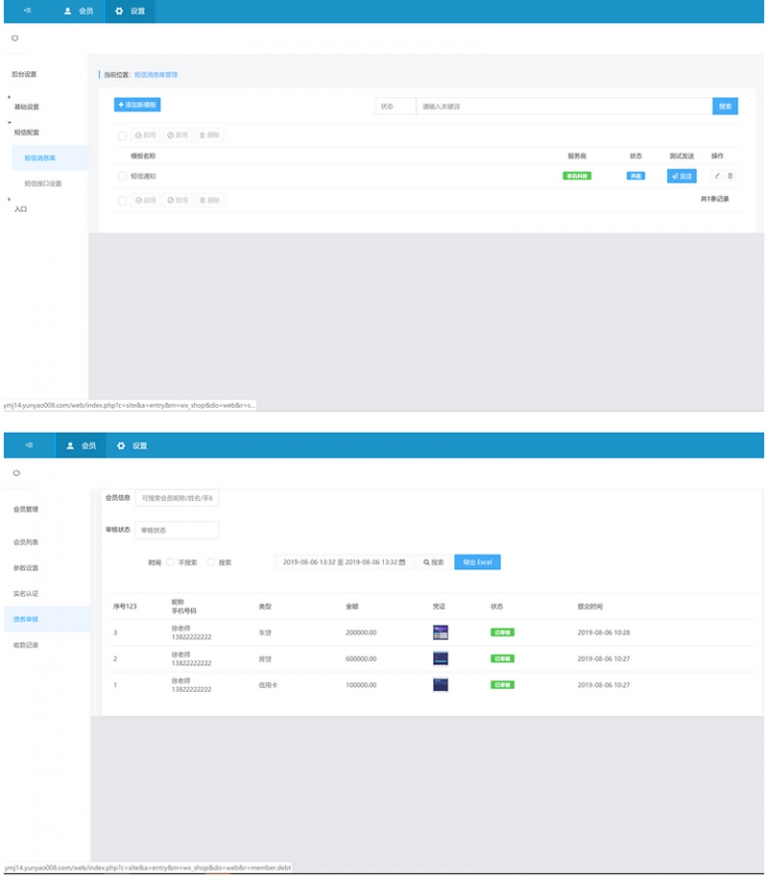 会员 设置
后台设置
当前位置: 短信消息库管理
基础设置
+ 添加新模板 状态 请输入关键词 搜索
短信配置
启用 禁用 删除
短信消息库
模板名称 服务商 状态 测试发送 操作
短信通知 开启 发送
短信接口设置
启用 禁用 删除 共1条记录
入口
ymj14.yunyao008.com/web/index.php?c=site&a=entry&m=wx_shop&do=web&r=s...
会员 设置
会员信息 可搜索会员昵称/姓名/手
会员管理
审核状态 审核状态
会员列表
时间 不搜索 搜索 2019-08-06 13:32 至 2019-08-06 13:32 搜索 导出 Excel
参数设置
实名认证
序号123 昵称 手机号码 类型 金额 凭证 状态 提交时间
债务审核
3 徐老师 13822222222 车贷 200000.00 已审核 2019-08-06 10:28
收款记录
2 徐老师 13822222222 房贷 600000.00 已审核 2019-08-06 10:27
1 徐老师 13822222222 信用卡 100000.00 已审核 2019-08-06 10:27
ymj14.yunyao008.com/web/index.php?c=site&a=entry&m=wx_shop&do=web&r=member.debt